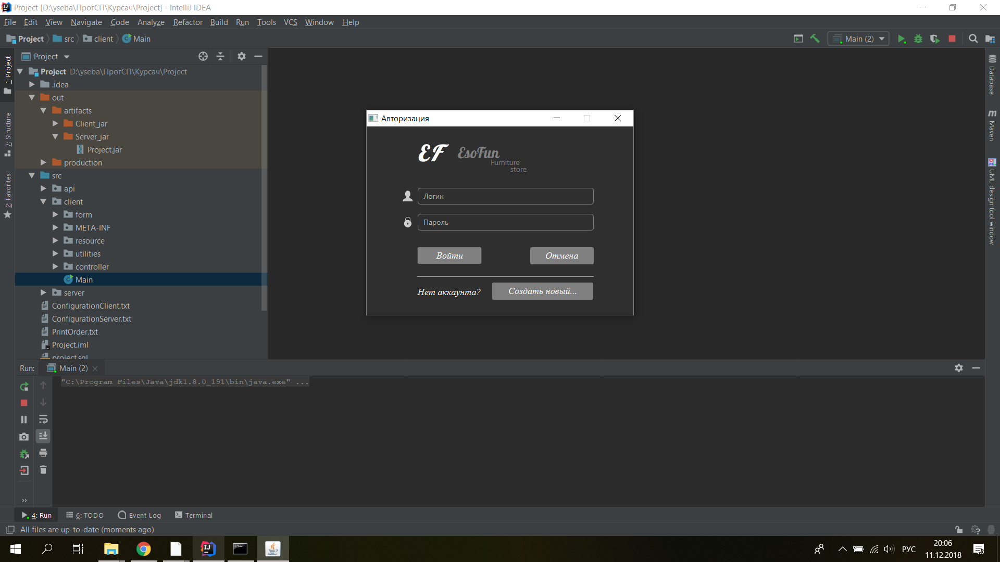 Project [D:\yseba\ПрогСП\Курсач\Project] - IntelliJ IDEA
File Edit View Navigate Code Analyze Refactor Build Run Tools VCS Window Help
Project src client Main
Main (2)
Project
1: Project
7: Structure
2: Favorites
Project D:\yseba\ПрогСП\Курсач\Project
.idea
out
artifacts
Client_jar
Server_jar
Project.jar
production
src
api
client
form
META-INF
resource
utilities
controller
Main
server
ConfigurationClient.txt
ConfigurationServer.txt
PrintOrder.txt
Project.iml
project.sql
Авторизация
EF EsoFun
Furniture
store
Логин
Пароль
Войти Отмена
Нет аккаунта? Создать новый...
Database
m Maven
UML design tool window
Run: Main (2)
"C:\Program Files\Java\jdk1.8.0_191\bin\java.exe" ...
4: Run 6: TODO Event Log Terminal
All files are up-to-date (moments ago)
РУС
20:06
11.12.2018